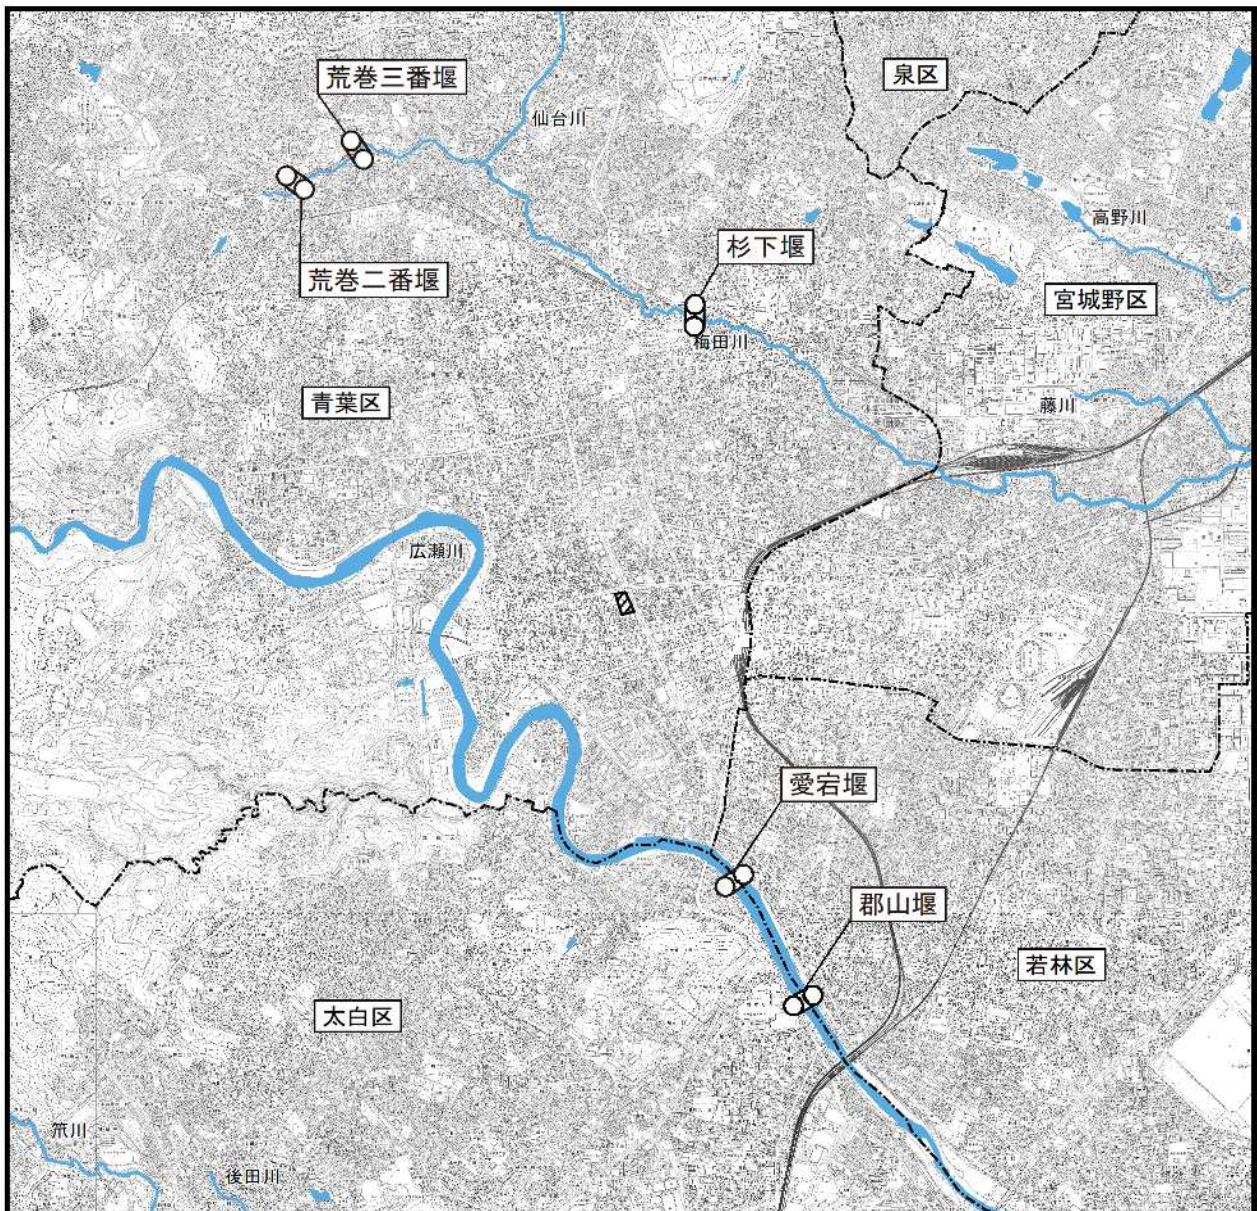 泉区
荒巻三番堰
仙台川
高野川
杉下堰
荒巻二番堰
宮城野区
梅田川
青葉区
藤川
広瀬川
愛宕堰
郡山堰
若林区
太白区
笊川
後田川